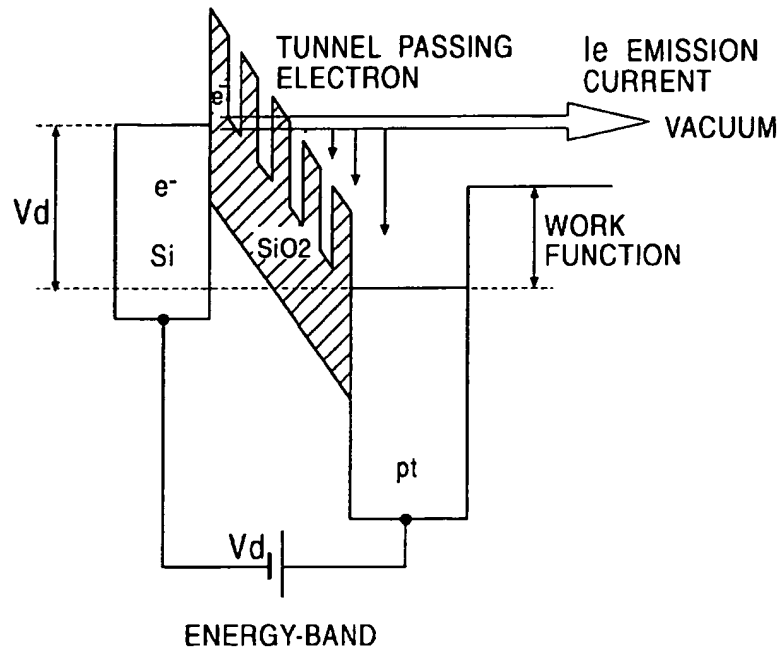 TUNNEL PASSING
ELECTRON
Ie EMISSION
CURRENT
VACUUM
e-
e-
Vd
Si
SiO2
WORK
FUNCTION
pt
Vd
ENERGY-BAND